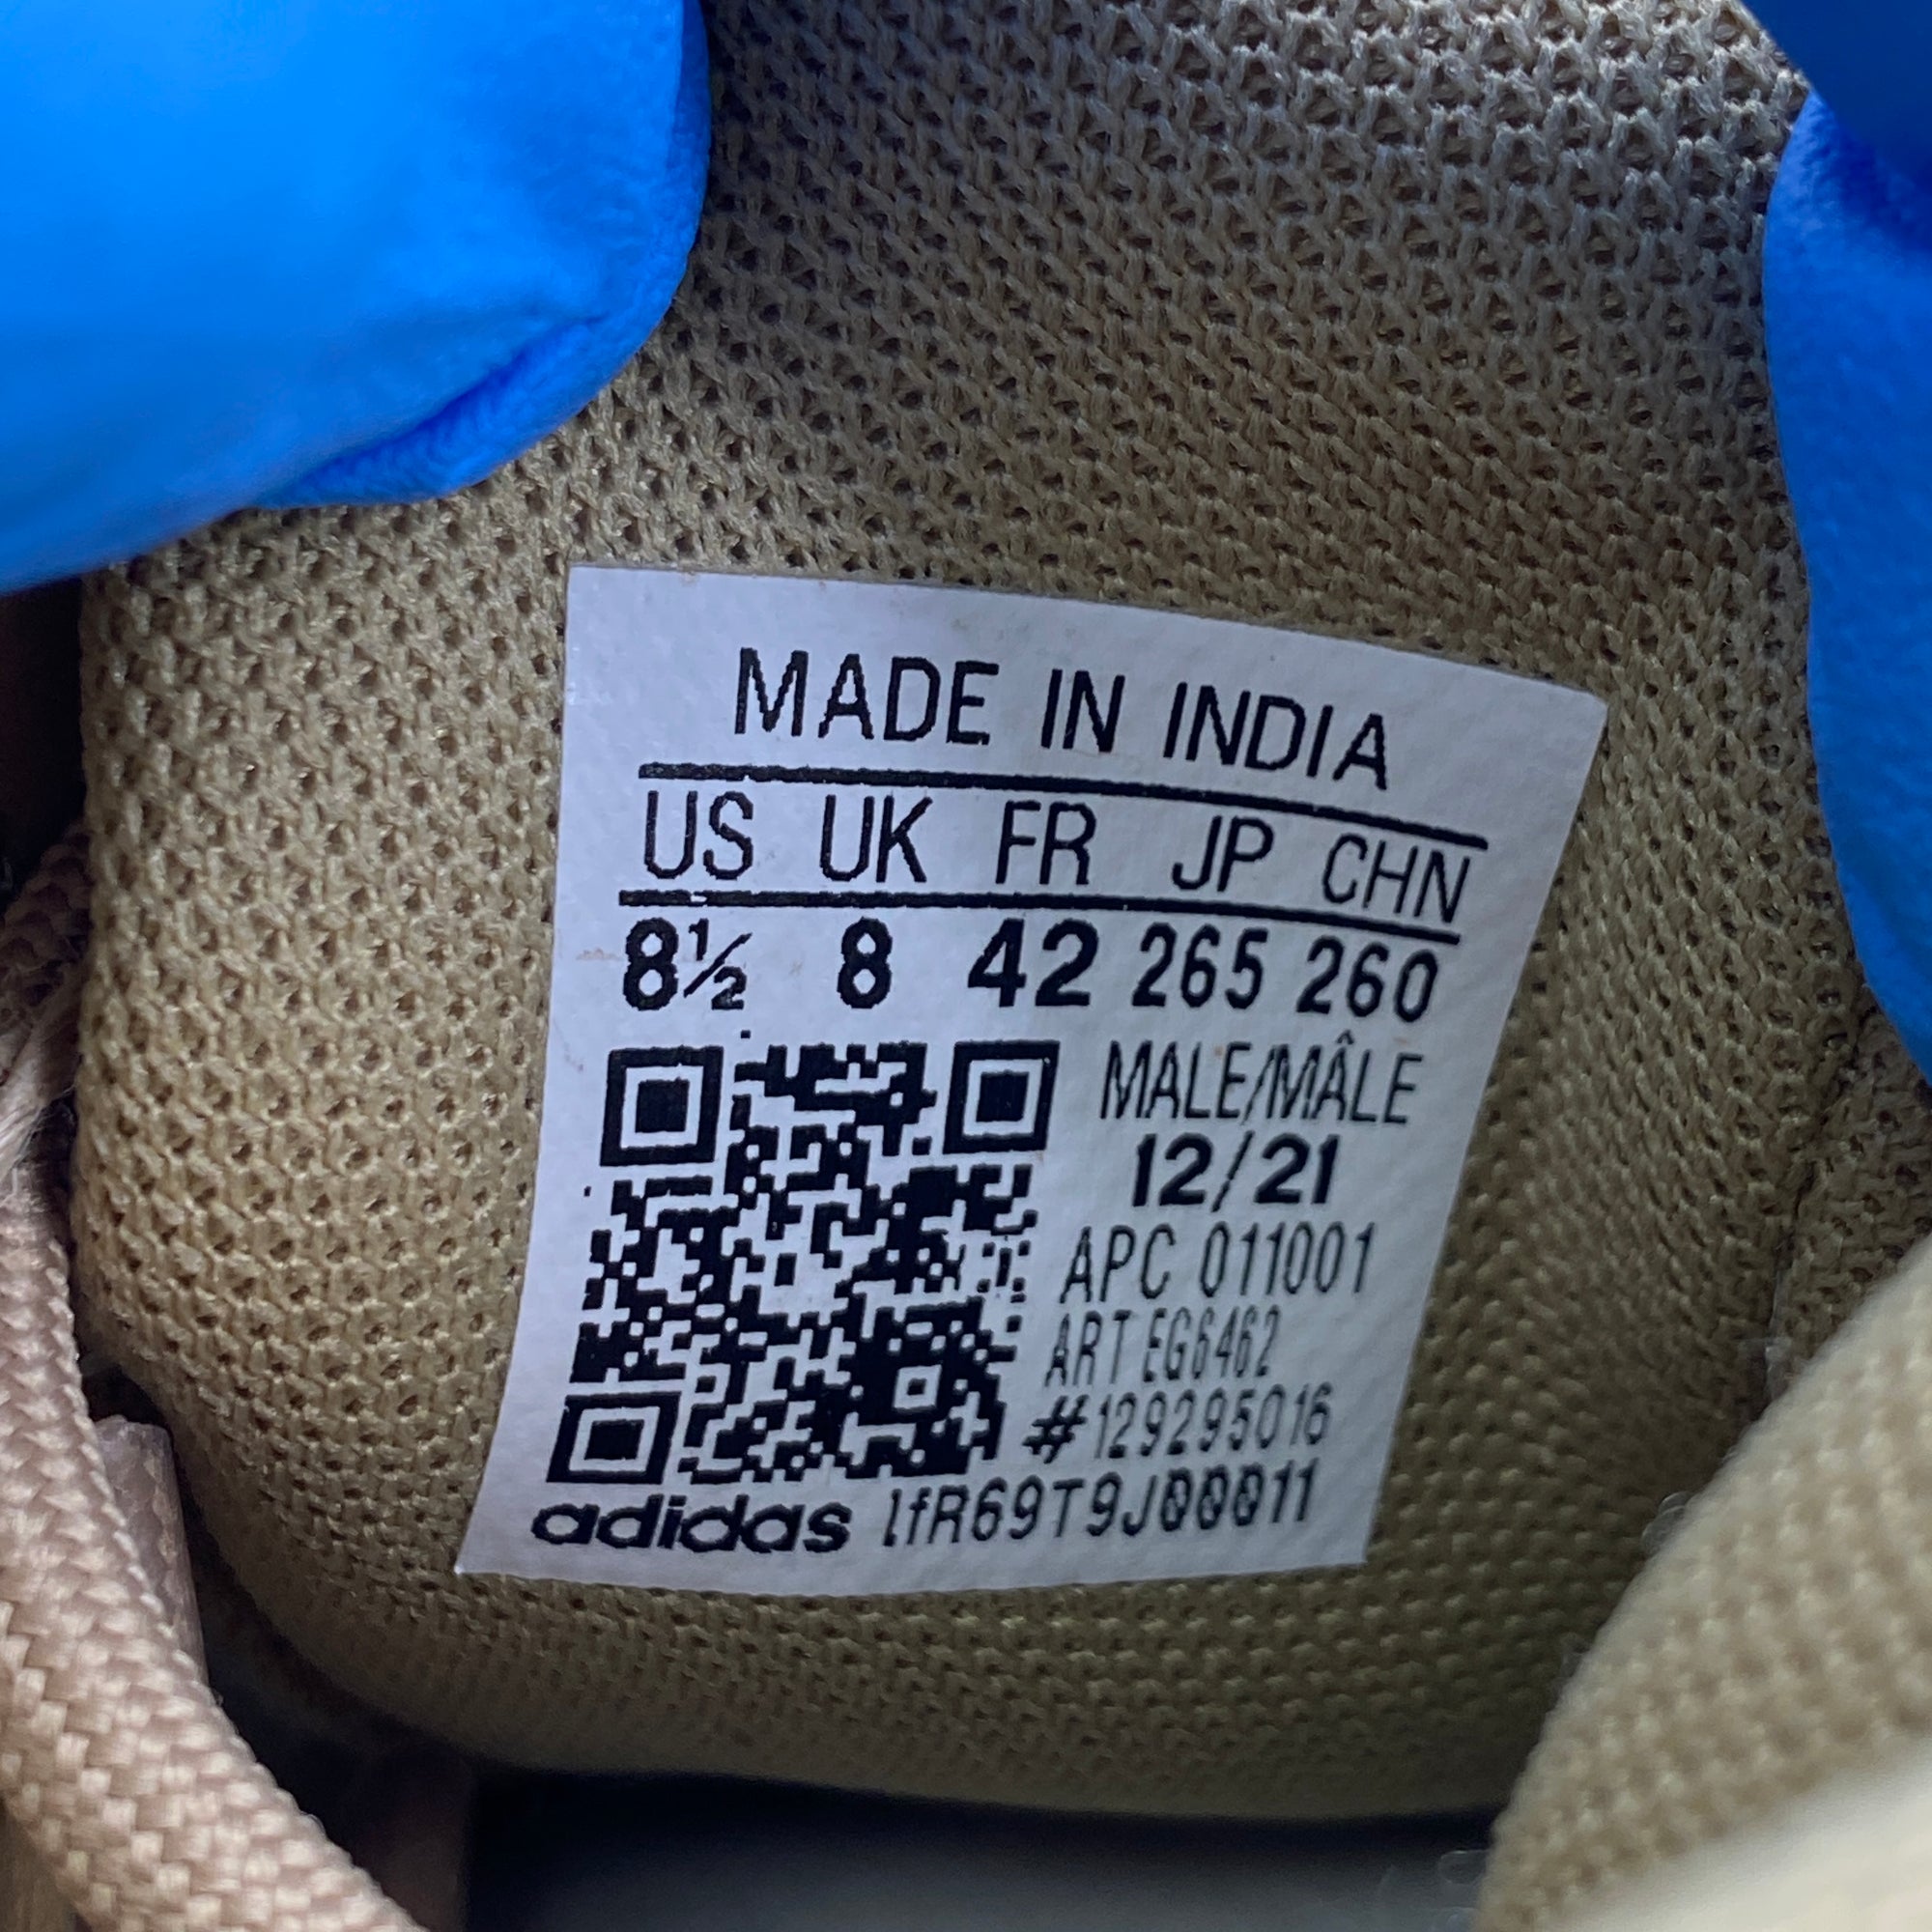 MADE IN INDIA
US UK FR JP CHN
8½ 8 42 265 260
MALE/MÂLE
12/21
APC 011001
ART EG6462
#129295016
adidas lfR69T9J00011